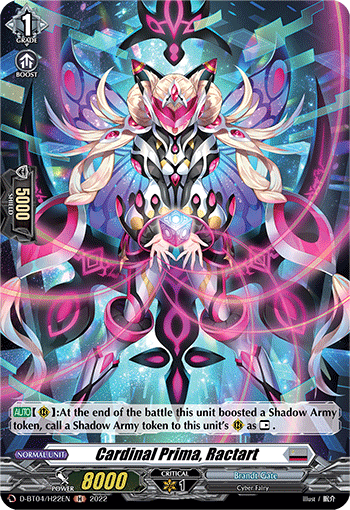 1
GRADE
BOOST
5000
SHIELD
AUTO【 R 】:At the end of the battle this unit boosted a Shadow Army
token, call a Shadow Army token to this unit's R as .
NORMAL UNIT
Cardinal Prima, Ractart
POWER 8000
CRITICAL
1
Brandt Gate
Cyber Fairy
D-BT04/H22EN H 2022
Illust / 眠介